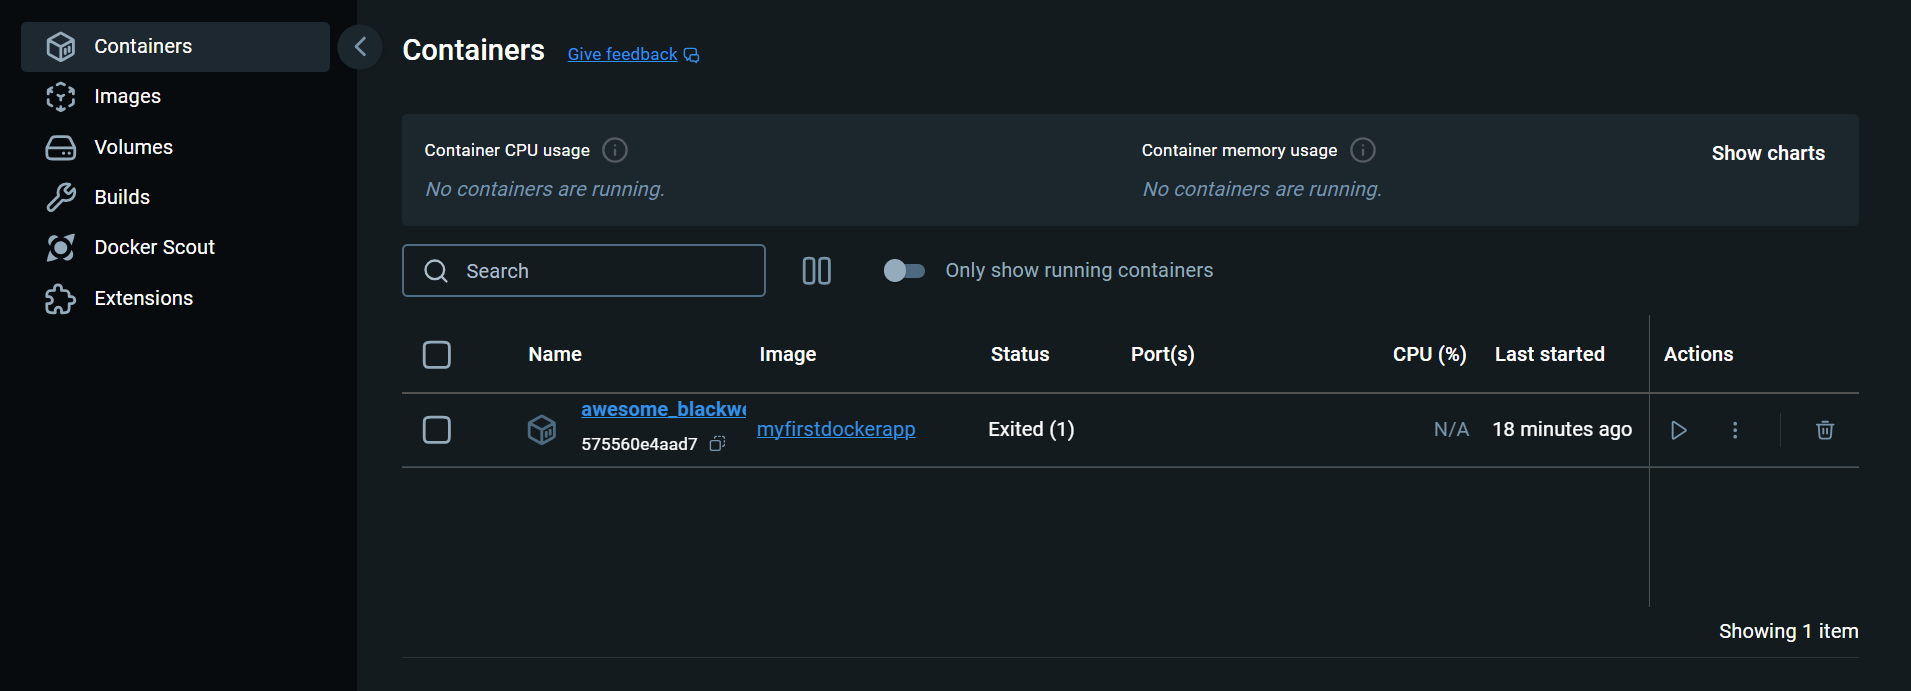 Containers
Images
Volumes
Builds
Docker Scout
Extensions
Containers Give feedback
Container CPU usage
No containers are running.
Container memory usage
No containers are running.
Show charts
Search
Only show running containers
Name Image Status Port(s) CPU (%) Last started Actions
awesome_blackw
575560e4aad7
myfirstdockerapp Exited (1) N/A 18 minutes ago
Showing 1 item